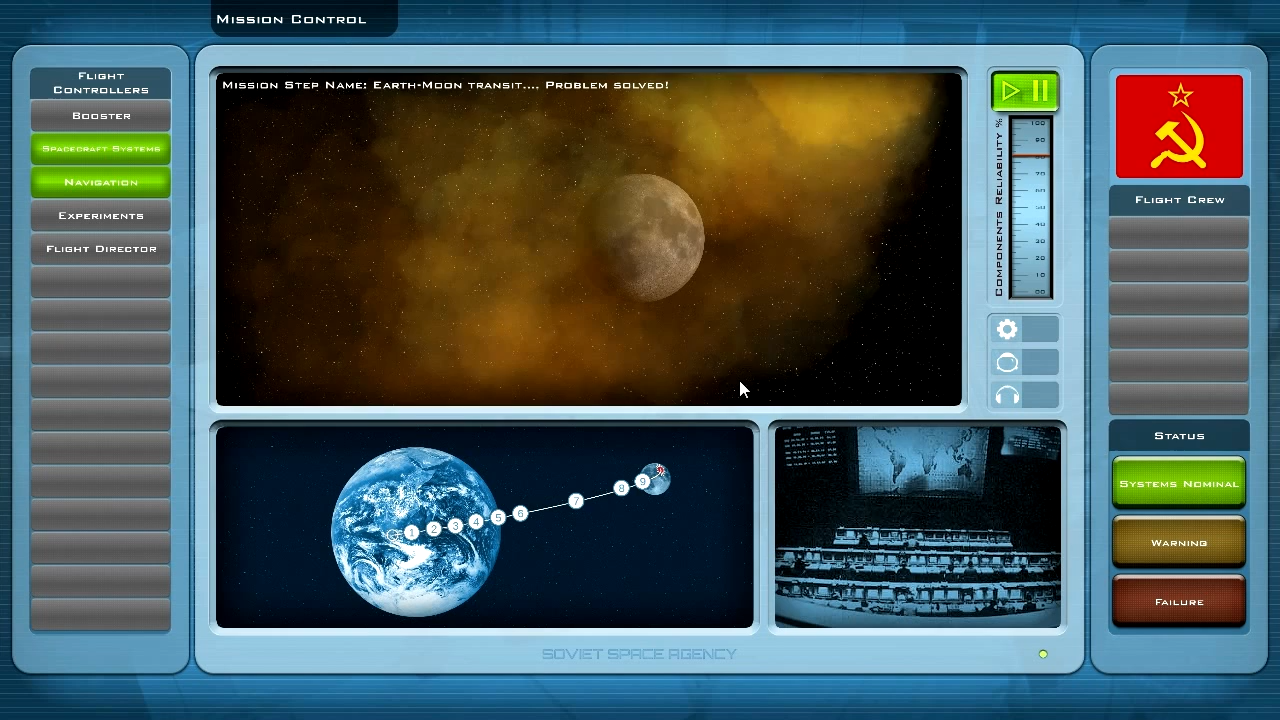 Mission Control
Flight
Controllers
Booster
Spacecraft Systems
Navigation
Experiments
Flight Director
Mission Step Name: Earth-Moon transit.... Problem solved!
Components Reliability %
100
90
70
60
50
40
30
20
10
00
1
2
3
4
5
6
7
8
9
SOVIET SPACE AGENCY
Flight Crew
Status
Systems Nominal
Warning
Failure